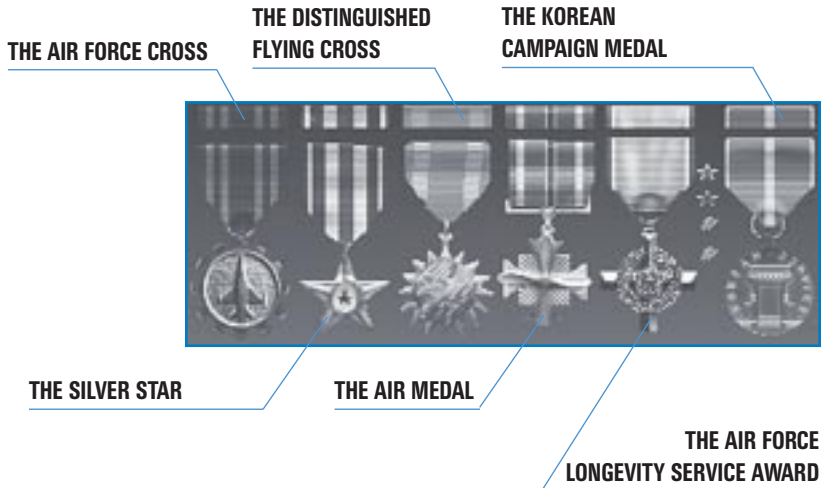 THE AIR FORCE CROSS
THE DISTINGUISHED
FLYING CROSS
THE KOREAN
CAMPAIGN MEDAL
THE SILVER STAR
THE AIR MEDAL
THE AIR FORCE
LONGEVITY SERVICE AWARD